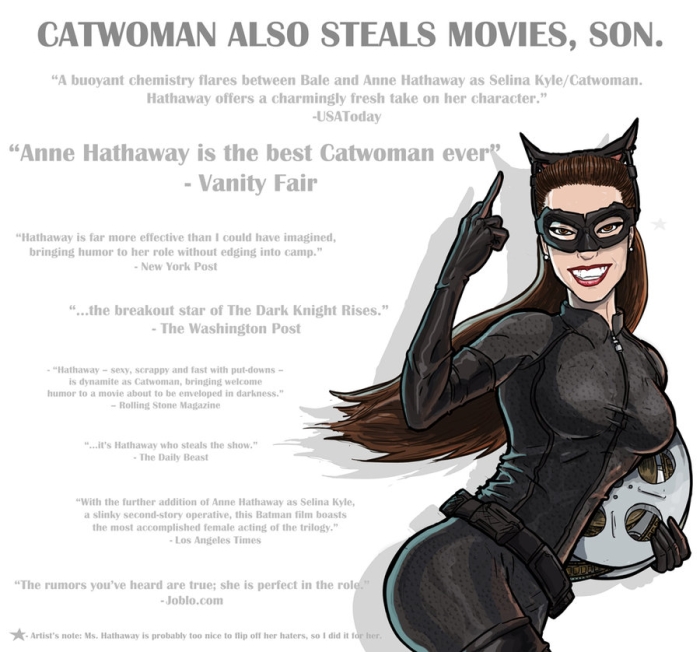 CATWOMAN ALSO STEALS MOVIES, SON.
“A buoyant chemistry flares between Bale and Anne Hathaway as Selina Kyle/Catwoman.
Hathaway offers a charmingly fresh take on her character.”
-USAToday
“Anne Hathaway is the best Catwoman ever”
- Vanity Fair
“Hathaway is far more effective than I could have imagined,
bringing humor to her role without edging into camp.”
- New York Post
“...the breakout star of The Dark Knight Rises.”
- The Washington Post
- “Hathaway – sexy, scrappy and fast with put-downs –
is dynamite as Catwoman, bringing welcome
humor to a movie about to be enveloped in darkness.”
– Rolling Stone Magazine
“...it's Hathaway who steals the show.”
- The Daily Beast
“With the further addition of Anne Hathaway as Selina Kyle,
a slinky second-story operative, this Batman film boasts
the most accomplished female acting of the trilogy.”
- Los Angeles Times
“The rumors you've heard are true; she is perfect in the role.”
-Joblo.com
- Artist's note: Ms. Hathaway is probably too nice to flip off her haters, so I did it for her.